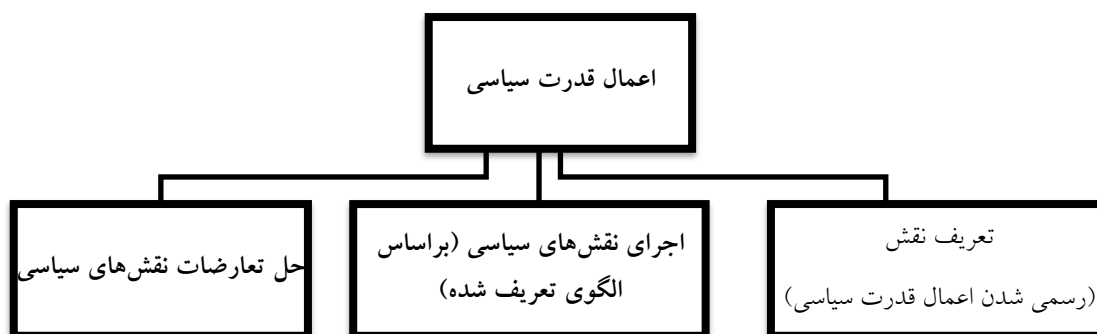 اعمال قدرت سیاسی
تعریف نقش
(رسمی شدن اعمال قدرت سیاسی)
اجرای نقش‌های سیاسی (براساس
الگوی تعریف شده)
حل تعارضات نقش‌های سیاسی